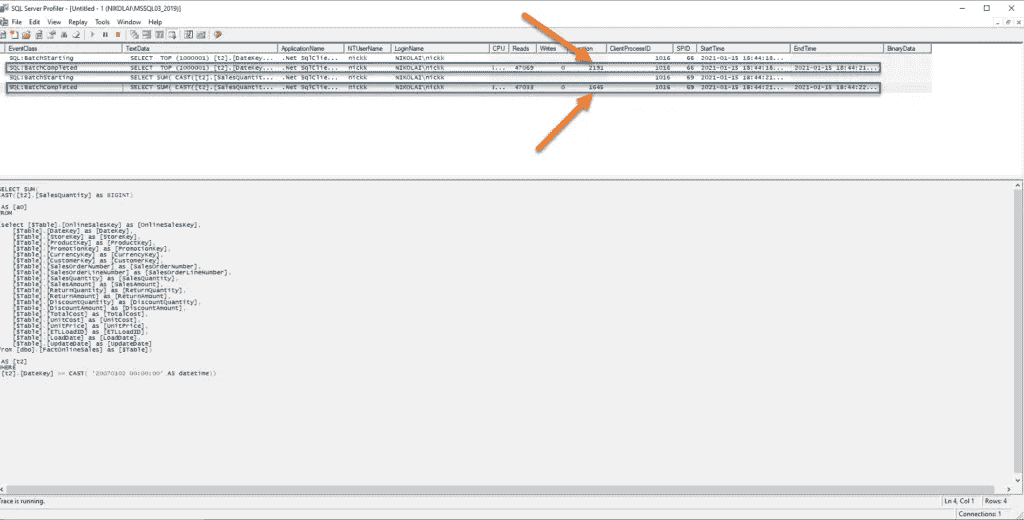 SQL Server Profiler - [Untitled - 1 (NIKOLAI\MSSQL03_2019)]
File Edit View Replay Tools Window Help
EventClass TextData ApplicationName NTUserName LoginName CPU Reads Writes ClientProcessID SPID StartTime EndTime BinaryData
SQL:BatchStarting SELECT TOP (1000001) [t2].[DateKey... .Net SqlClie... nickk NIKOLAI\nickk 1016 66 2021-01-15 18:44:18...
SQL:BatchCompleted SELECT TOP (1000001) [t2].[DateKey... .Net SqlClie... nickk NIKOLAI\nickk 47069 0 2191 1016 66 2021-01-15 18:44:18... 2021-01-15 18:44:21...
SQL:BatchStarting SELECT SUM( CAST([t2].[SalesQuantit... .Net SqlClie... nickk NIKOLAI\nickk 1016 69 2021-01-15 18:44:21...
SQL:BatchCompleted SELECT SUM( CAST([t2].[SalesQuantit... .Net SqlClie... nickk NIKOLAI\nickk 47033 0 1645 1016 69 2021-01-15 18:44:21... 2021-01-15 18:44:22...
SELECT SUM(
CAST([t2].[SalesQuantity] as BIGINT)
AS [a0]
FROM
(select [$Table].[OnlineSalesKey] as [OnlineSalesKey],
[$Table].[DateKey] as [DateKey],
[$Table].[StoreKey] as [StoreKey],
[$Table].[ProductKey] as [ProductKey],
[$Table].[PromotionKey] as [PromotionKey],
[$Table].[CurrencyKey] as [CurrencyKey],
[$Table].[CustomerKey] as [CustomerKey],
[$Table].[SalesOrderNumber] as [SalesOrderNumber],
[$Table].[SalesOrderLineNumber] as [SalesOrderLineNumber],
[$Table].[SalesQuantity] as [SalesQuantity],
[$Table].[SalesAmount] as [SalesAmount],
[$Table].[ReturnQuantity] as [ReturnQuantity],
[$Table].[ReturnAmount] as [ReturnAmount],
[$Table].[DiscountQuantity] as [DiscountQuantity],
[$Table].[DiscountAmount] as [DiscountAmount],
[$Table].[TotalCost] as [TotalCost],
[$Table].[UnitCost] as [UnitCost],
[$Table].[UnitPrice] as [UnitPrice],
[$Table].[ETLLoadID] as [ETLLoadID],
[$Table].[LoadDate] as [LoadDate],
[$Table].[UpdateDate] as [UpdateDate]
from [dbo].[FactOnlineSales] as [$Table])
AS [t2]
WHERE
[t2].[DateKey] >= CAST( '20070102 00:00:00' AS datetime))
Trace is running. Ln 4, Col 1 Rows: 4
Connections: 1